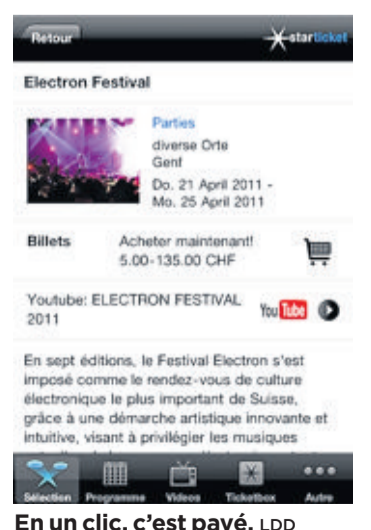 Retour
starticket
Electron Festival
Parties
diverse Orte
Genf
Do. 21 April 2011 -
Mo. 25 April 2011
Billets
Acheter maintenant!
5.00-135.00 CHF
Youtube: ELECTRON FESTIVAL
2011
YouTube
En sept éditions, le Festival Electron s'est
imposé comme le rendez-vous de culture
électronique le plus important de Suisse,
grâce à une démarche artistique innovante et
intuitive, visant à privilégier les musiques
Sélection Programme Videos Ticketbox Autre
En un clic, c'est payé. LDD